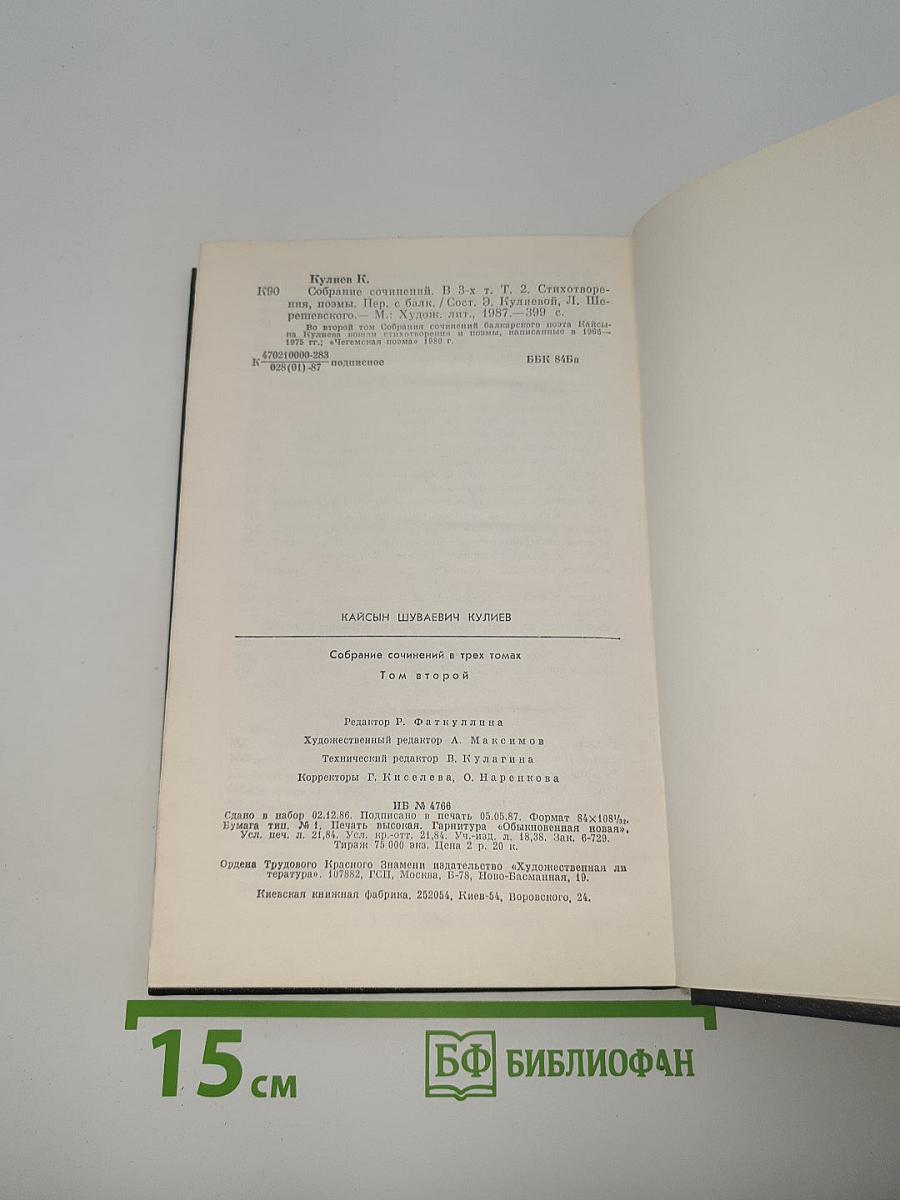 Кулиев К.
К90 Собрание сочинений. В 3-х т. Т. 2. Стихотворе-
ния, поэмы. Пер. с балк. / Сост. Э. Кулиевой, Л. Ше-
решевского.— М.: Худож. лит., 1987.—399 с.
Во второй том Собрания сочинений балкарского поэта Кайсы-
на Кулиева вошли стихотворения и поэмы, написанные в 1966—
1975 гг.; «Чегемская поэма» 1980 г.
К 470210000-283 / 028(01)-87 подписное ББК 84Бл
КАЙСЫН ШУВАЕВИЧ КУЛИЕВ
Собрание сочинений в трех томах
Том второй
Редактор Р. Фаткуллина
Художественный редактор А. Максимов
Технический редактор В. Кулагина
Корректоры Г. Киселева, О. Наренкова
ИБ № 4766
Сдано в набор 02.12.86. Подписано в печать 05.05.87. Формат 84×108¹/₃₂.
Бумага тип. № 1. Печать высокая. Гарнитура «Обыкновенная новая».
Усл. печ. л. 21,84. Усл. кр.-отт. 21,84. Уч.-изд. л. 18,38. Зак. 6-729.
Тираж 75 000 экз. Цена 2 р. 20 к.
Ордена Трудового Красного Знамени издательство «Художественная ли
тература». 107882, ГСП, Москва, Б-78, Ново-Басманная, 19.
Киевская книжная фабрика. 252054, Киев-54, Воровского, 24.
15 см
БФ БИБЛИОФАН